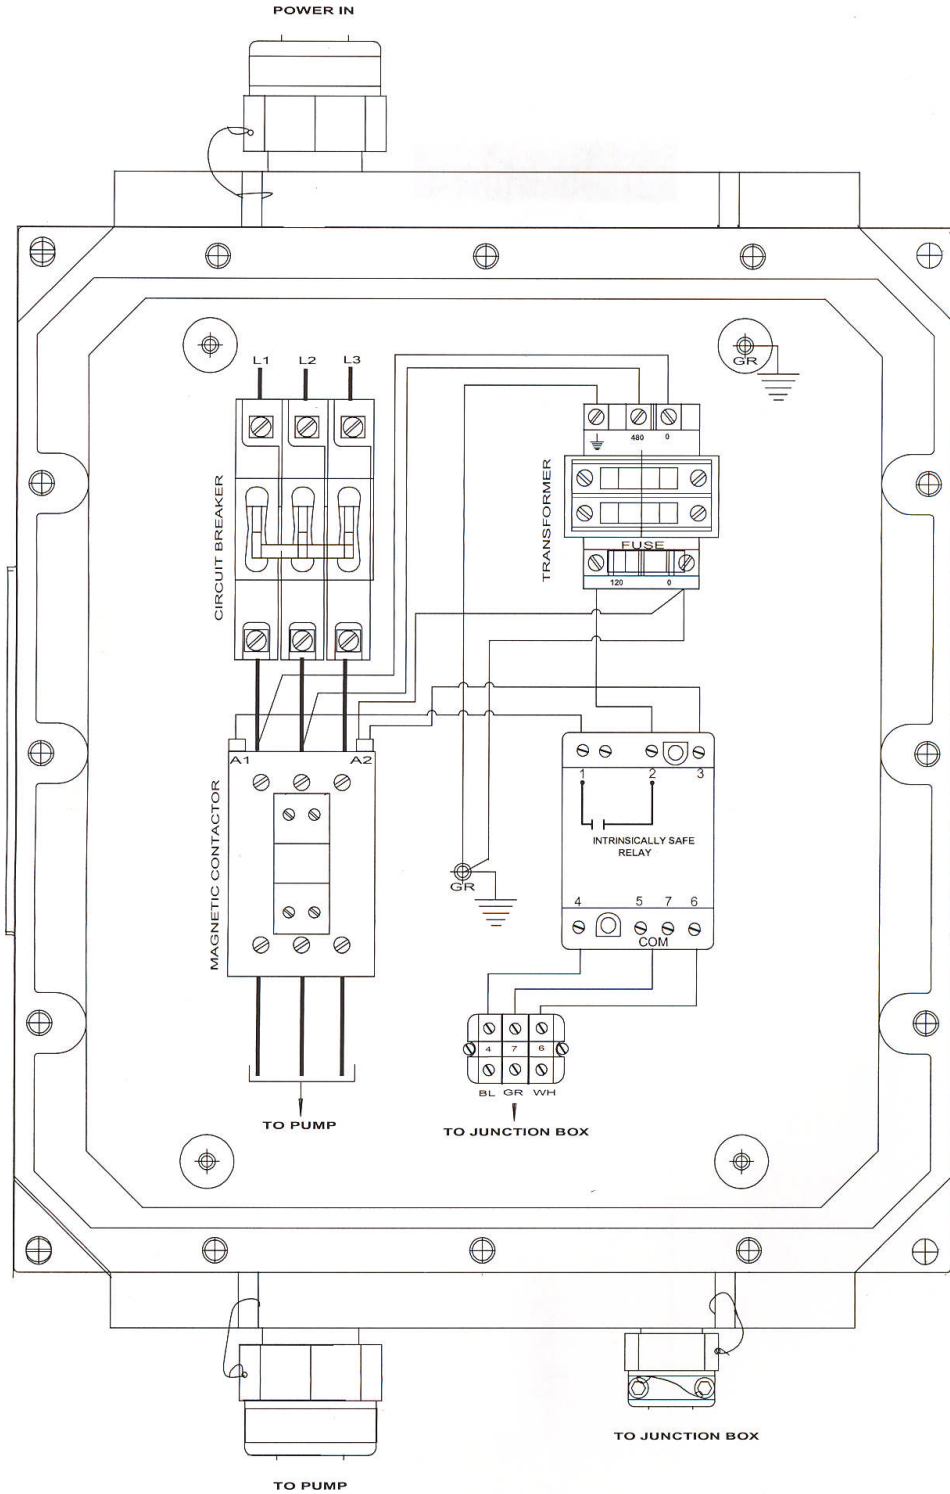 POWER IN
L1 L2 L3
GR
480 0
CIRCUIT BREAKER
TRANSFORMER
FUSE
120 0
A1 A2
MAGNETIC CONTACTOR
1 2 3
INTRINSICALLY SAFE
RELAY
GR
4 5 7 6
COM
4 7 6
BL GR WH
TO PUMP
TO JUNCTION BOX
TO JUNCTION BOX
TO PUMP